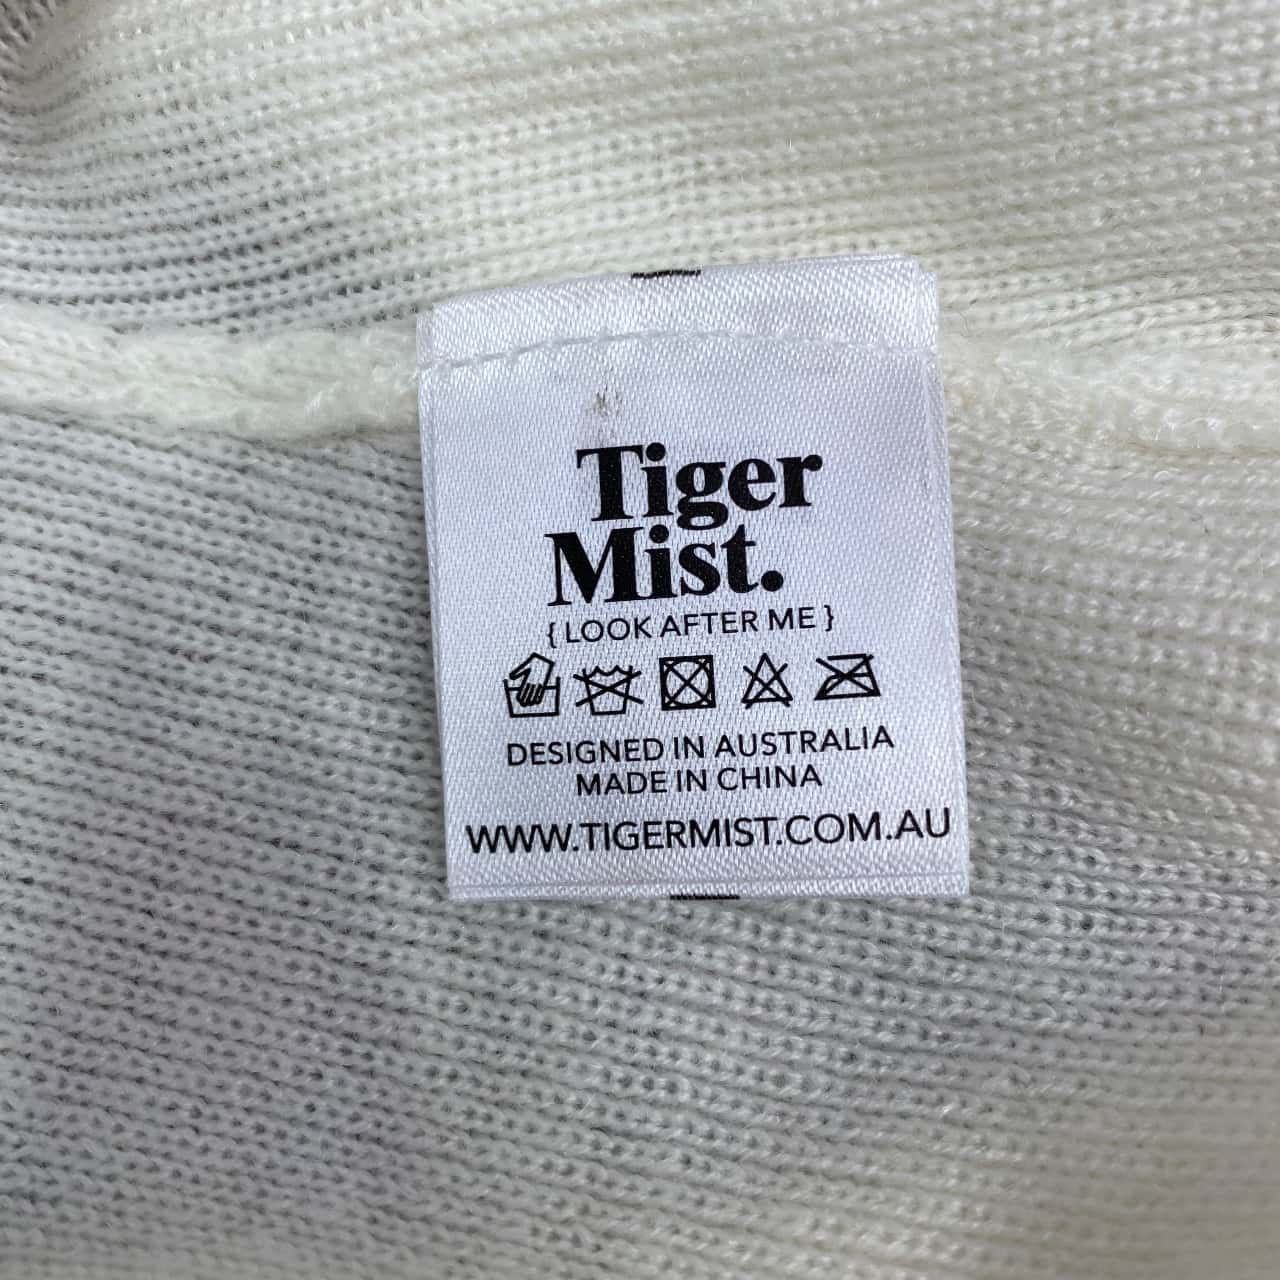 Tiger
Mist.
{ LOOK AFTER ME }
DESIGNED IN AUSTRALIA
MADE IN CHINA
WWW.TIGERMIST.COM.AU